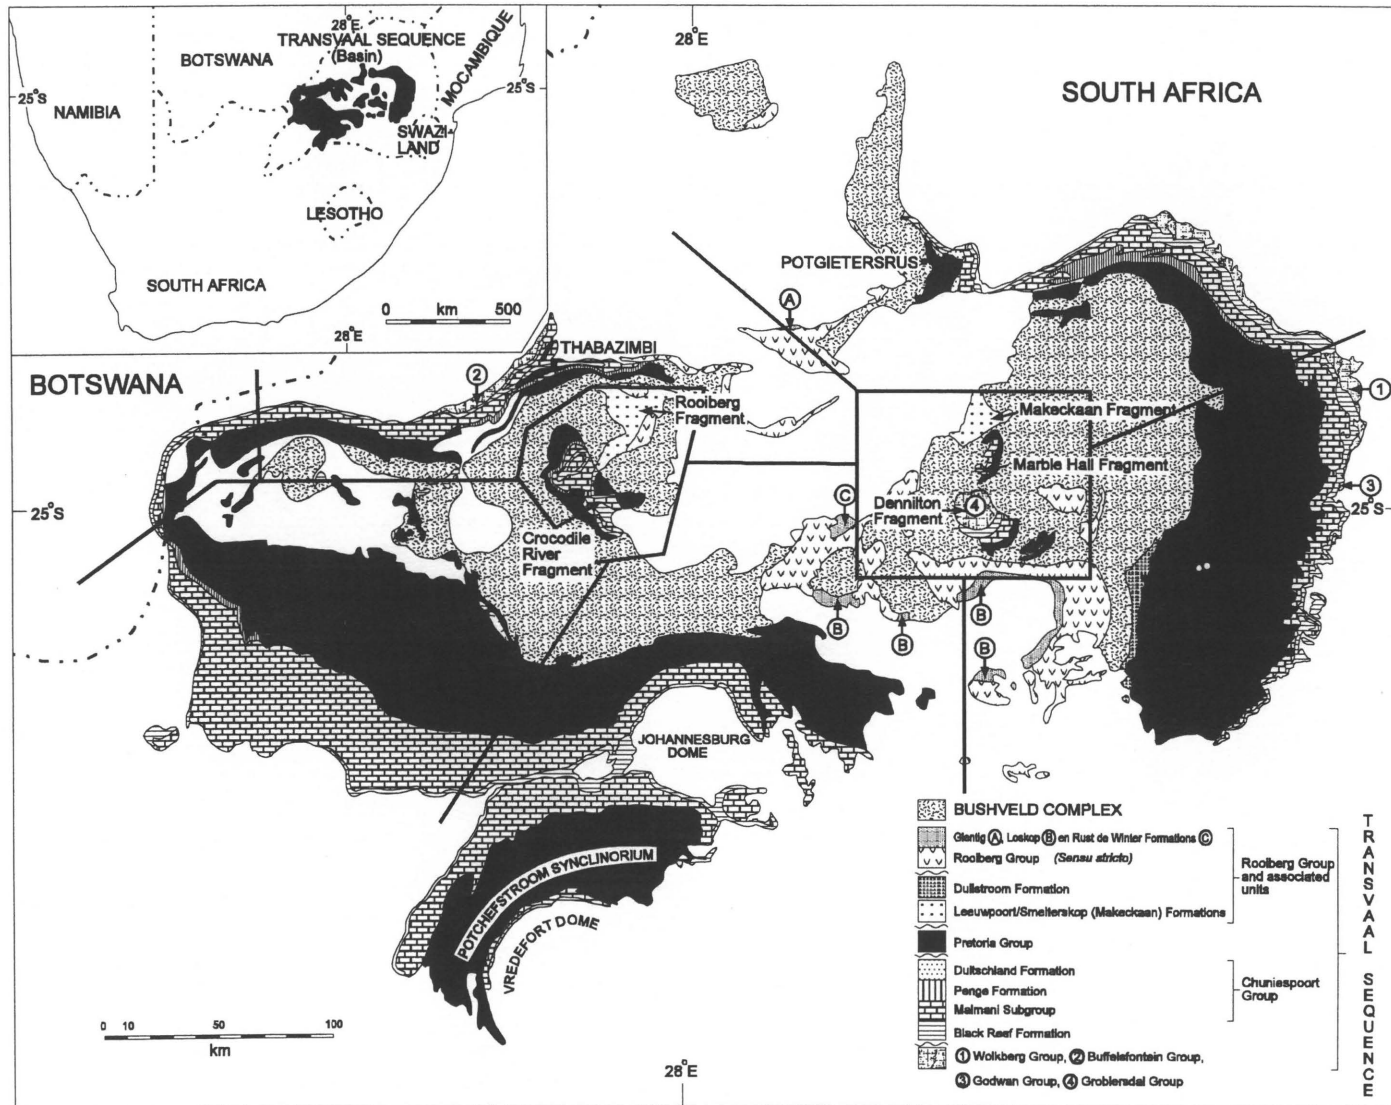 28°E
TRANSVAAL SEQUENCE
(Basin)
BOTSWANA
MOCAMBIQUE
25°S
25°S
NAMIBIA
SWAZI-
LAND
LESOTHO
SOUTH AFRICA
0 km 500
28°E
28°E
SOUTH AFRICA
POTGIETERSRUS
A
THABAZIMBI
BOTSWANA
2
1
Rooiberg
Fragment
Makeckaan Fragment
Marble Hall Fragment
3
25°S
25°S
C
Dennilton
Fragment
4
Crocodile
River
Fragment
B
B
B
B
JOHANNESBURG
DOME
POTCHEFSTROOM SYNCLINORIUM
VREDEFORT DOME
0 10 50 100
km
28°E
BUSHVELD COMPLEX
Glentig A, Loskop B en Rust de Winter Formations C
Rooiberg Group (Sensu stricto)
Rooiberg Group
and associated
units
Dullstroom Formation
Leeuwpoort/Smelterskop (Makeckaan) Formations
Pretoria Group
Duitschland Formation
Penge Formation
Chuniespoort
Group
Malmani Subgroup
Black Reef Formation
1 Wolkberg Group, 2 Buffelsfontein Group,
3 Godwan Group, 4 Groblersdal Group
TRANSVAAL SEQUENCE